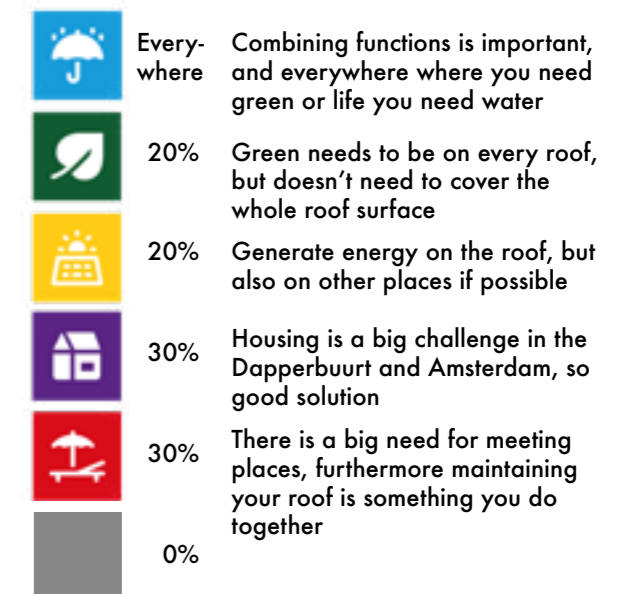 Every-
where
Combining functions is important,
and everywhere where you need
green or life you need water
20%
Green needs to be on every roof,
but doesn't need to cover the
whole roof surface
20%
Generate energy on the roof, but
also on other places if possible
30%
Housing is a big challenge in the
Dapperbuurt and Amsterdam, so
good solution
30%
There is a big need for meeting
places, furthermore maintaining
your roof is something you do
together
0%